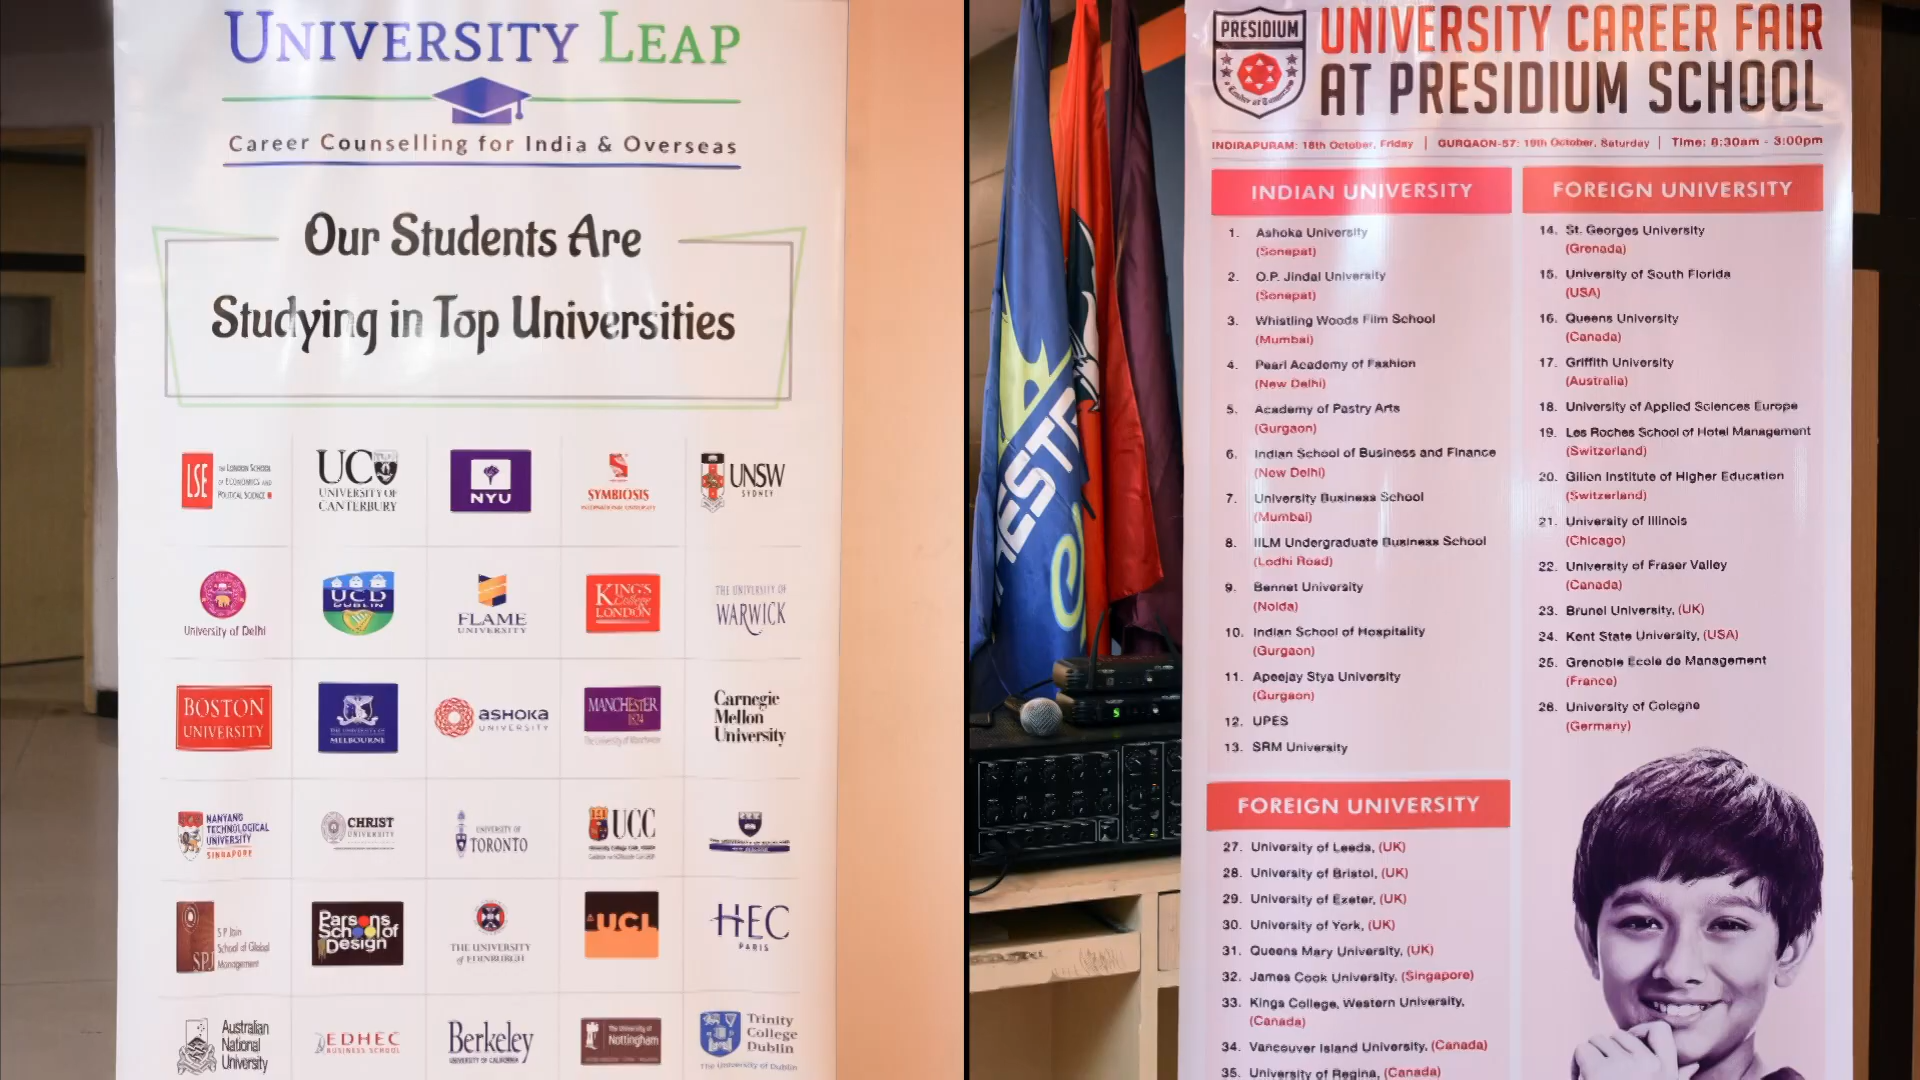 UNIVERSITY LEAP
Career Counselling for India & Overseas
Our Students Are
Studying in Top Universities
LSE
THE LONDON SCHOOL
OF ECONOMICS AND
POLITICAL SCIENCE
UC
UNIVERSITY OF
CANTERBURY
NYU
SYMBIOSIS
INTERNATIONAL UNIVERSITY
UNSW
SYDNEY
University of Delhi
UCD
DUBLIN
FLAME
UNIVERSITY
KING'S
College
LONDON
THE UNIVERSITY OF
WARWICK
BOSTON
UNIVERSITY
THE UNIVERSITY OF
MELBOURNE
ASHOKA
UNIVERSITY
MANCHESTER
1824
The University of Manchester
Carnegie
Mellon
University
NANYANG
TECHNOLOGICAL
UNIVERSITY
SINGAPORE
CHRIST
UNIVERSITY
UNIVERSITY OF
TORONTO
UCC
S P Jain
School of Global
Management
SPJ
Parsons
School of
Design
THE UNIVERSITY
of EDINBURGH
UCL
HEC
PARIS
Australian
National
University
EDHEC
BUSINESS SCHOOL
Berkeley
UNIVERSITY OF CALIFORNIA
The University of
Nottingham
Trinity
College
Dublin
The University of Dublin
PRESIDIUM
UNIVERSITY CAREER FAIR
AT PRESIDIUM SCHOOL
INDIRAPURAM: 18th October, Friday | GURGAON-57: 19th October, Saturday | Time: 8:30am - 3:00pm
INDIAN UNIVERSITY
1. Ashoka University
(Sonepat)
2. O.P. Jindal University
(Sonepat)
3. Whistling Woods Film School
(Mumbai)
4. Pearl Academy of Fashion
(New Delhi)
5. Academy of Pastry Arts
(Gurgaon)
6. Indian School of Business and Finance
(New Delhi)
7. University Business School
(Mumbai)
8. IILM Undergraduate Business School
(Lodhi Road)
9. Bennet University
(Noida)
10. Indian School of Hospitality
(Gurgaon)
11. Apeejay Stya University
(Gurgaon)
12. UPES
13. SRM University
FOREIGN UNIVERSITY
14. St. Georges University
(Grenada)
15. University of South Florida
(USA)
16. Queens University
(Canada)
17. Griffith University
(Australia)
18. University of Applied Sciences Europe
19. Les Roches School of Hotel Management
(Switzerland)
20. Glion Institute of Higher Education
(Switzerland)
21. University of Illinois
(Chicago)
22. University of Fraser Valley
(Canada)
23. Brunel University, (UK)
24. Kent State University, (USA)
25. Grenoble Ecole de Management
(France)
26. University of Cologne
(Germany)
FOREIGN UNIVERSITY
27. University of Leeds, (UK)
28. University of Bristol, (UK)
29. University of Exeter, (UK)
30. University of York, (UK)
31. Queens Mary University, (UK)
32. James Cook University, (Singapore)
33. Kings College, Western University,
(Canada)
34. Vancouver Island University, (Canada)
35. University of Regina, (Canada)